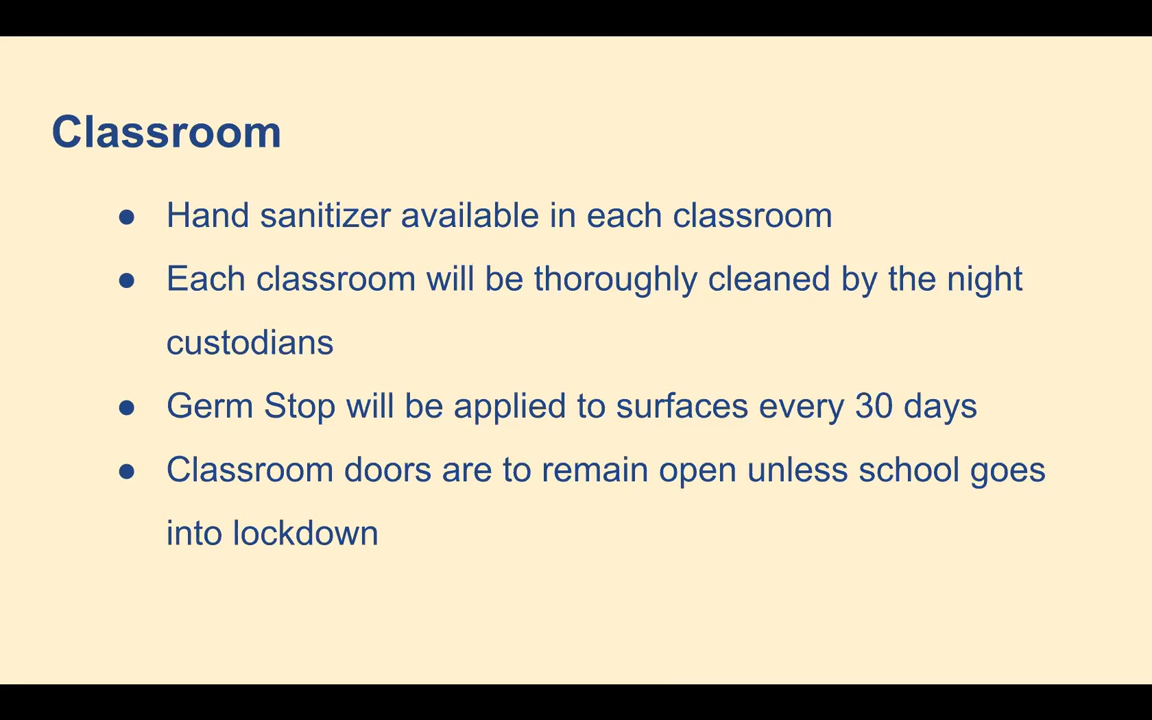 Classroom
● Hand sanitizer available in each classroom
● Each classroom will be thoroughly cleaned by the night
custodians
● Germ Stop will be applied to surfaces every 30 days
● Classroom doors are to remain open unless school goes
into lockdown